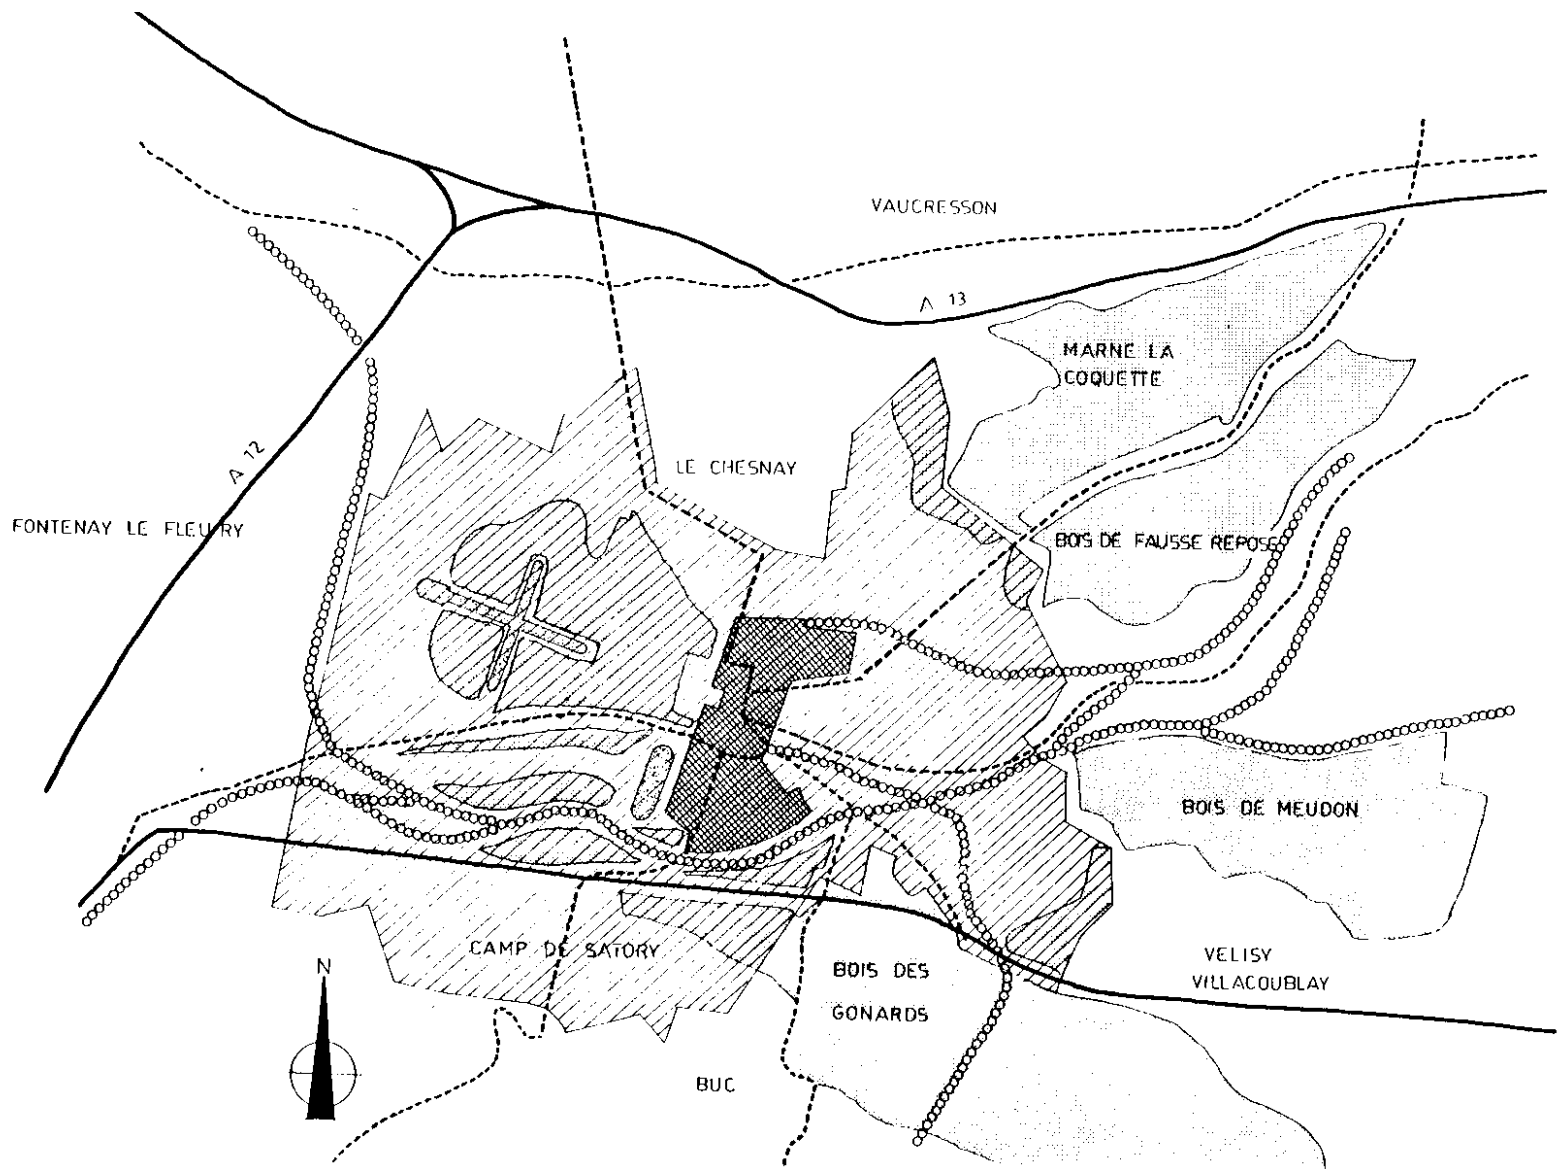 VAUCRESSON
A 13
MARNE LA
COQUETTE
A 12
LE CHESNAY
FONTENAY LE FLEURY
BOIS DE FAUSSE REPOSE
BOIS DE MEUDON
CAMP DE SATORY
VELISY
VILLACOUBLAY
BOIS DES
GONARDS
N
BUC